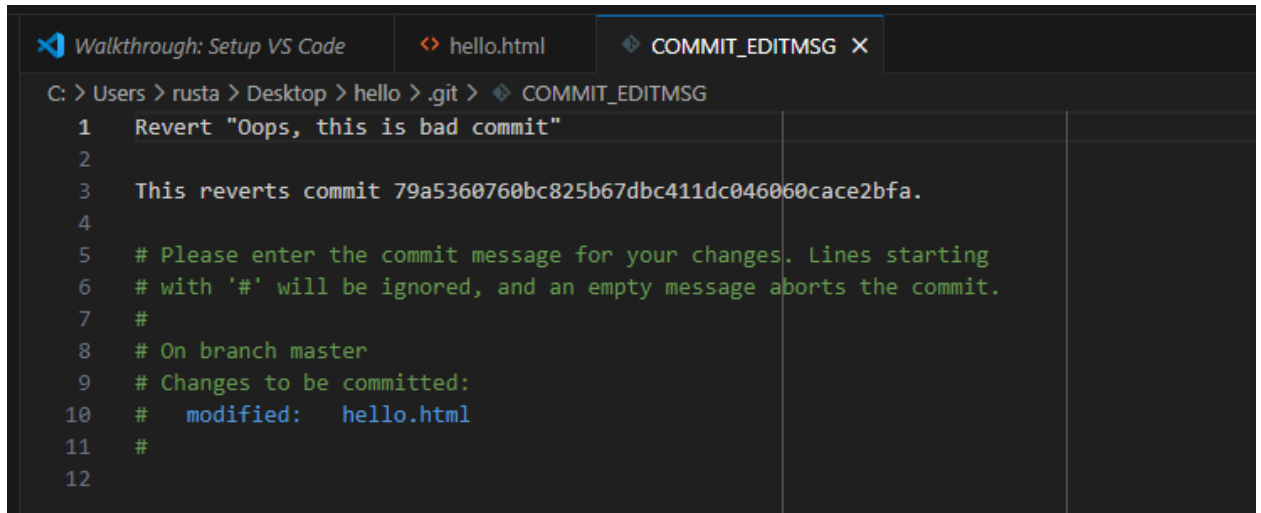 Walkthrough: Setup VS Code
hello.html
COMMIT_EDITMSG
C: > Users > rusta > Desktop > hello > .git > COMMIT_EDITMSG
1 Revert "Oops, this is bad commit"
2
3 This reverts commit 79a5360760bc825b67dbc411dc046060cace2bfa.
4
5 # Please enter the commit message for your changes. Lines starting
6 # with '#' will be ignored, and an empty message aborts the commit.
7 #
8 # On branch master
9 # Changes to be committed:
10 #   modified:   hello.html
11 #
12